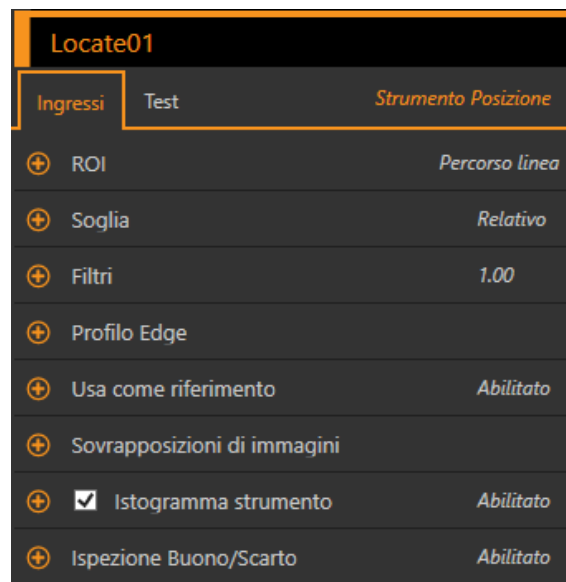 Locate01
Ingressi Test Strumento Posizione
ROI Percorso linea
Soglia Relativo
Filtri 1.00
Profilo Edge
Usa come riferimento Abilitato
Sovrapposizioni di immagini
Istogramma strumento Abilitato
Ispezione Buono/Scarto Abilitato